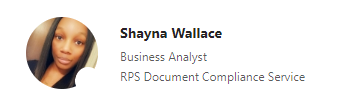 Shayna Wallace
Business Analyst
RPS Document Compliance Service